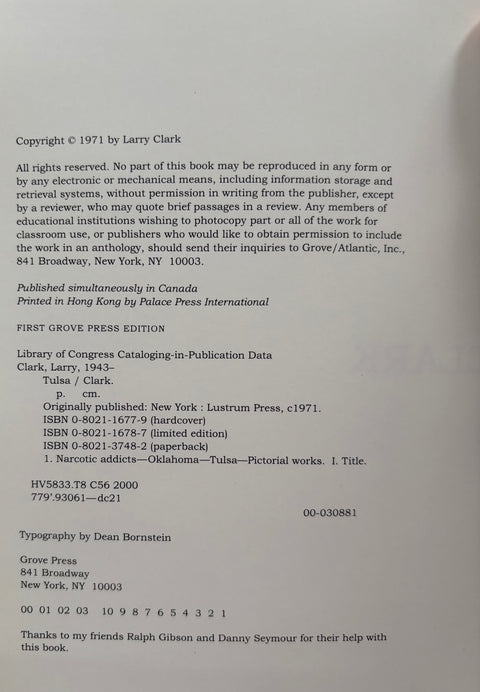 Copyright © 1971 by Larry Clark
All rights reserved. No part of this book may be reproduced in any form or
by any electronic or mechanical means, including information storage and
retrieval systems, without permission in writing from the publisher, except
by a reviewer, who may quote brief passages in a review. Any members of
educational institutions wishing to photocopy part or all of the work for
classroom use, or publishers who would like to obtain permission to include
the work in an anthology, should send their inquiries to Grove/Atlantic, Inc.,
841 Broadway, New York, NY 10003.
Published simultaneously in Canada
Printed in Hong Kong by Palace Press International
FIRST GROVE PRESS EDITION
Library of Congress Cataloging-in-Publication Data
Clark, Larry, 1943–
Tulsa / Clark.
p. cm.
Originally published: New York : Lustrum Press, c1971.
ISBN 0-8021-1677-9 (hardcover)
ISBN 0-8021-1678-7 (limited edition)
ISBN 0-8021-3748-2 (paperback)
1. Narcotic addicts—Oklahoma—Tulsa—Pictorial works. I. Title.
HV5833.T8 C56 2000
779'.93061—dc21
00-030881
Typography by Dean Bornstein
Grove Press
841 Broadway
New York, NY 10003
00 01 02 03 10 9 8 7 6 5 4 3 2 1
Thanks to my friends Ralph Gibson and Danny Seymour for their help with
this book.